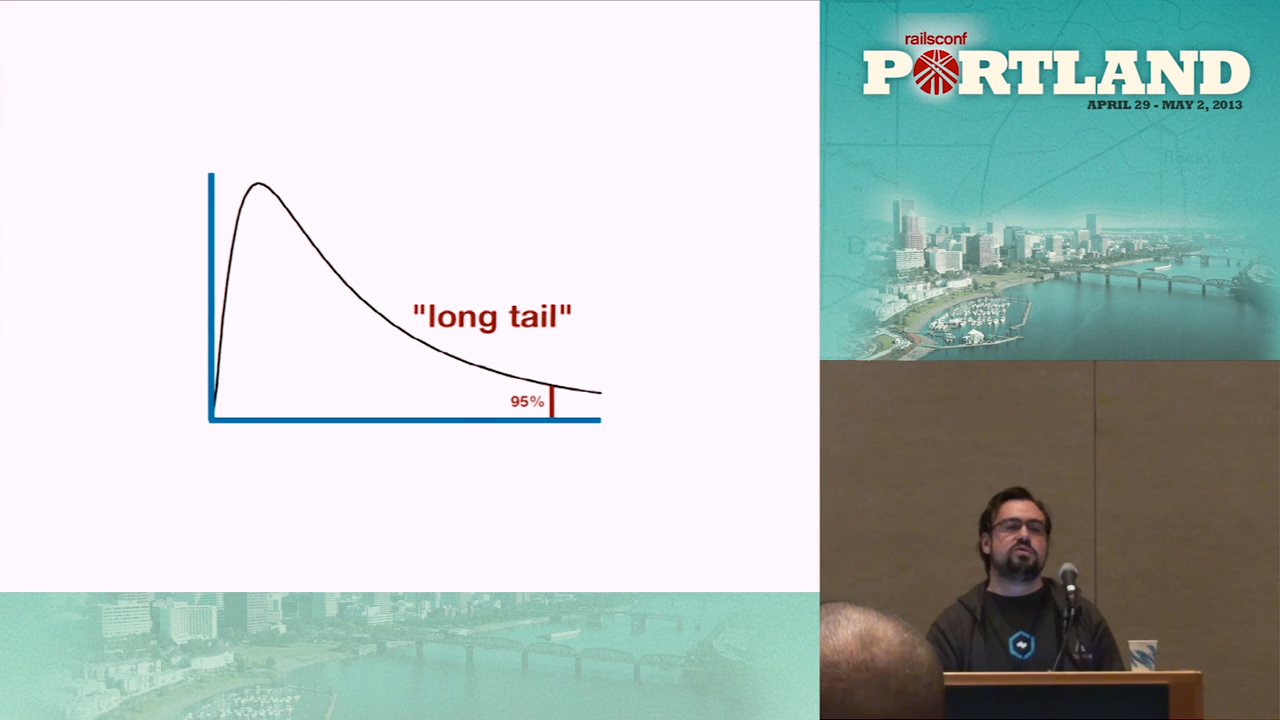 "long tail"
95%
railsconf
PORTLAND
APRIL 29 - MAY 2, 2013